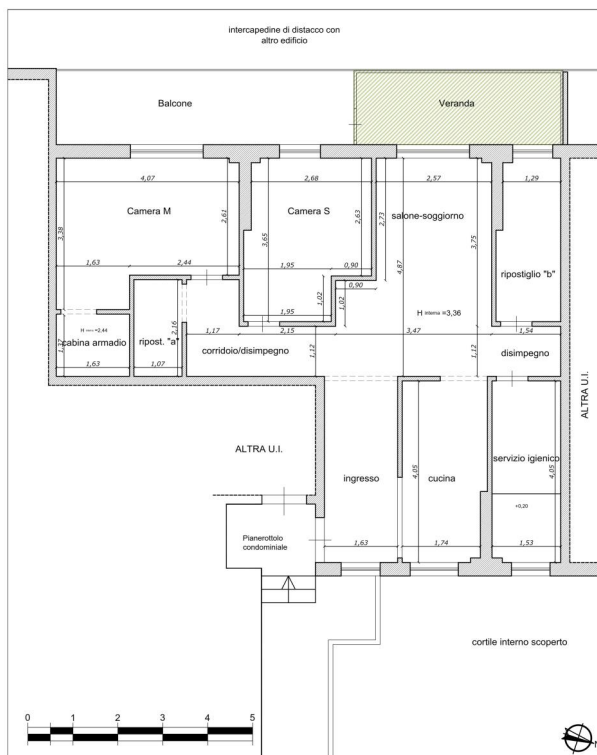 intercapedine di distacco con
altro edificio
Balcone
Veranda
4,07
2,68
2,57
1,29
Camera M
2,61
Camera S
2,63
salone-soggiorno
3,38
3,65
2,73
4,87
3,75
1,63
2,44
1,95
0,90
ripostiglio "b"
0,90
1,02
1,02
H interna =3,36
1,95
2,16
1,17
2,15
3,47
1,54
=2,44
cabina armadio
ripost. "a"
corridoio/disimpegno
1,12
1,12
disimpegno
1,63
1,07
ALTRA U.I.
ALTRA U.I.
ingresso
4,05
cucina
servizio igienico
4,05
+0,20
Pianerottolo
condominiale
1,63
1,74
1,53
cortile interno scoperto
0 1 2 3 4 5